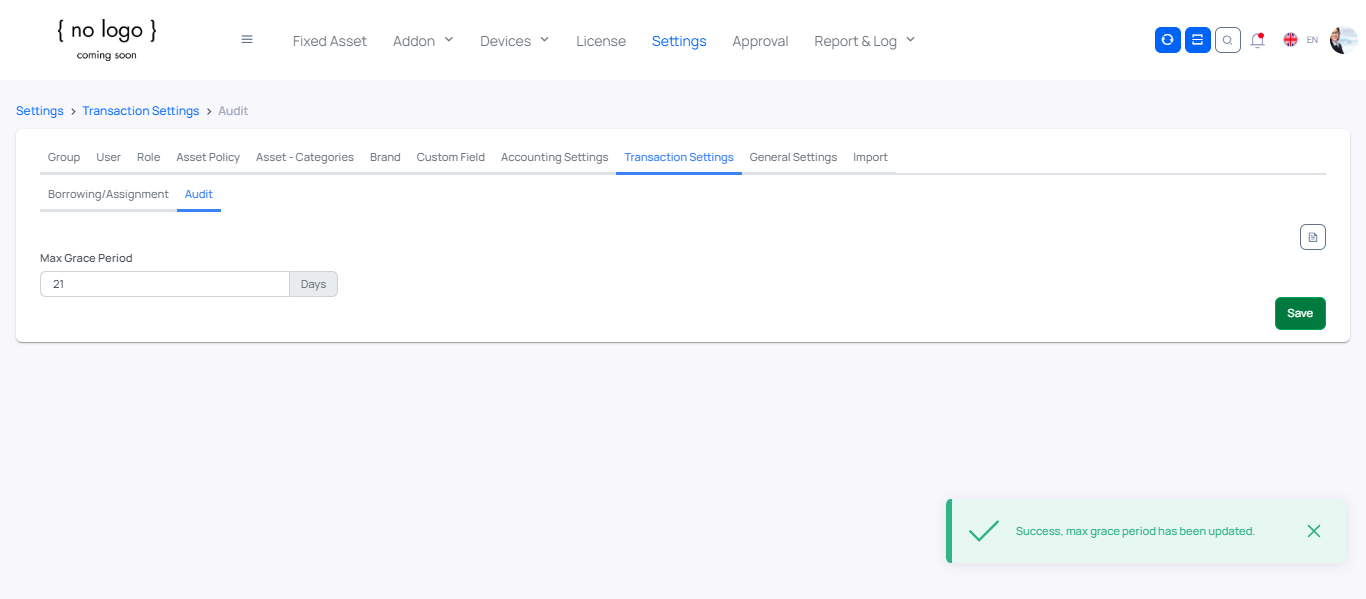 { no logo }
coming soon
Fixed Asset Addon Devices License Settings Approval Report & Log EN
Settings > Transaction Settings > Audit
Group User Role Asset Policy Asset - Categories Brand Custom Field Accounting Settings Transaction Settings General Settings Import
Borrowing/Assignment Audit
Max Grace Period
21 Days
Save
Success, max grace period has been updated.